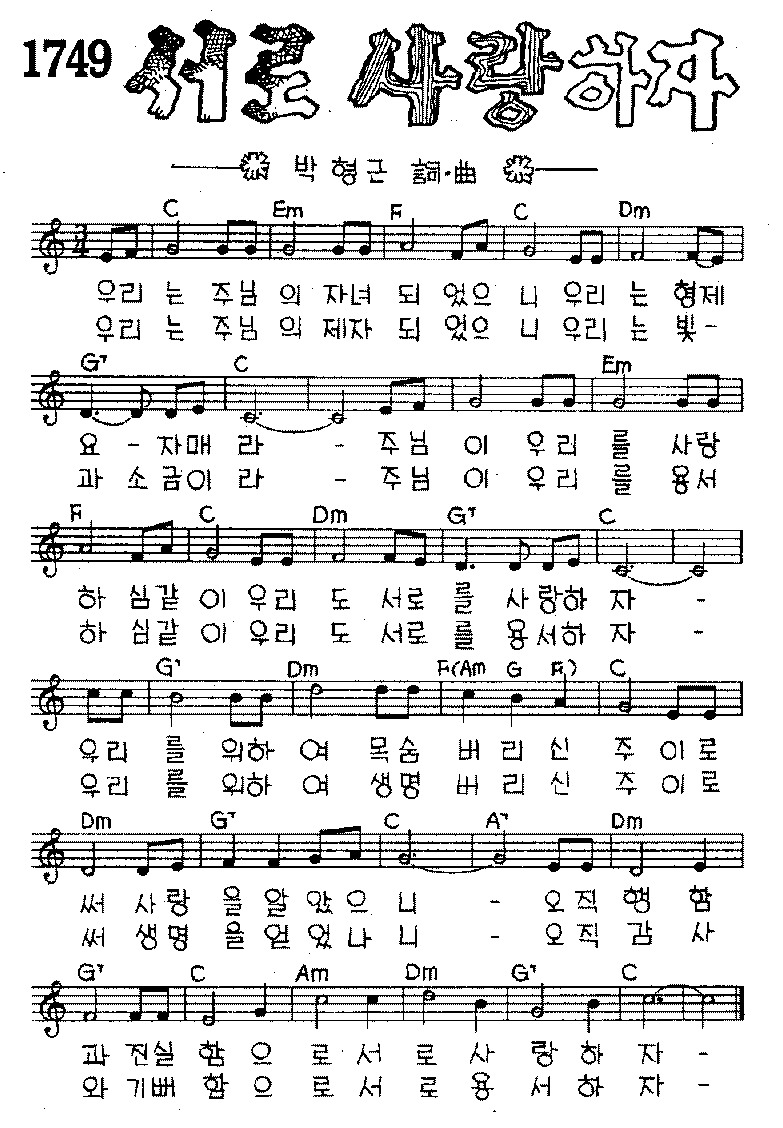 1749 서로 사랑하자
박형근 詞·曲
C Em F C Dm
우리 는 주님 의 자녀 되 었으 니 우리 는 형제
우리 는 주님 의 제자 되 었으 니 우리 는 빛-
G7 C Em
요 - 자매 라 - 주님 이 우리 를 사랑
과 소금이 라 - 주님 이 우리 를 용서
F C Dm G7 C
하 심같 이 우리 도 서로 를 사랑하 자 -
하 심같 이 우리 도 서로 를 용서하 자 -
G7 Dm F(Am G F) C
우리 를 위하 여 목숨 버 리 신 주 이로
우리 를 위하 여 생명 버 리 신 주 이로
Dm G7 C A7 Dm
써 사랑 을 알 았으 니 - 오직 행 함
써 생명 을 얻 었나 니 - 오직 감 사
G7 C Am Dm G7 C
과 진실 함 으 로 서 로 사 랑 하 자-
와 기뻐 함 으 로 서 로 용 서 하 자-